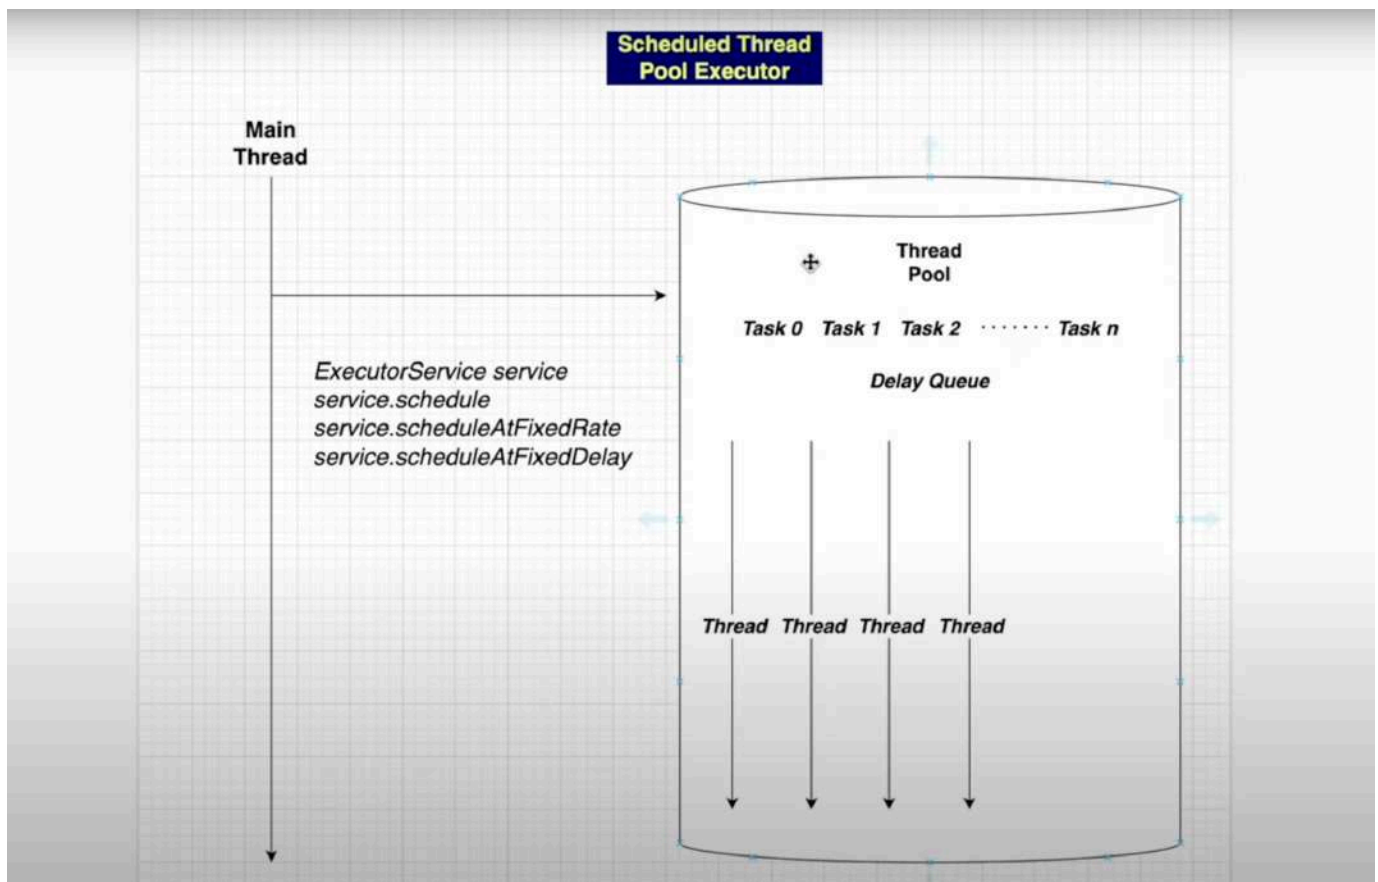 Scheduled Thread
Pool Executor
Main
Thread
Thread
Pool
Task 0 Task 1 Task 2 ······· Task n
Delay Queue
ExecutorService service
service.schedule
service.scheduleAtFixedRate
service.scheduleAtFixedDelay
Thread Thread Thread Thread